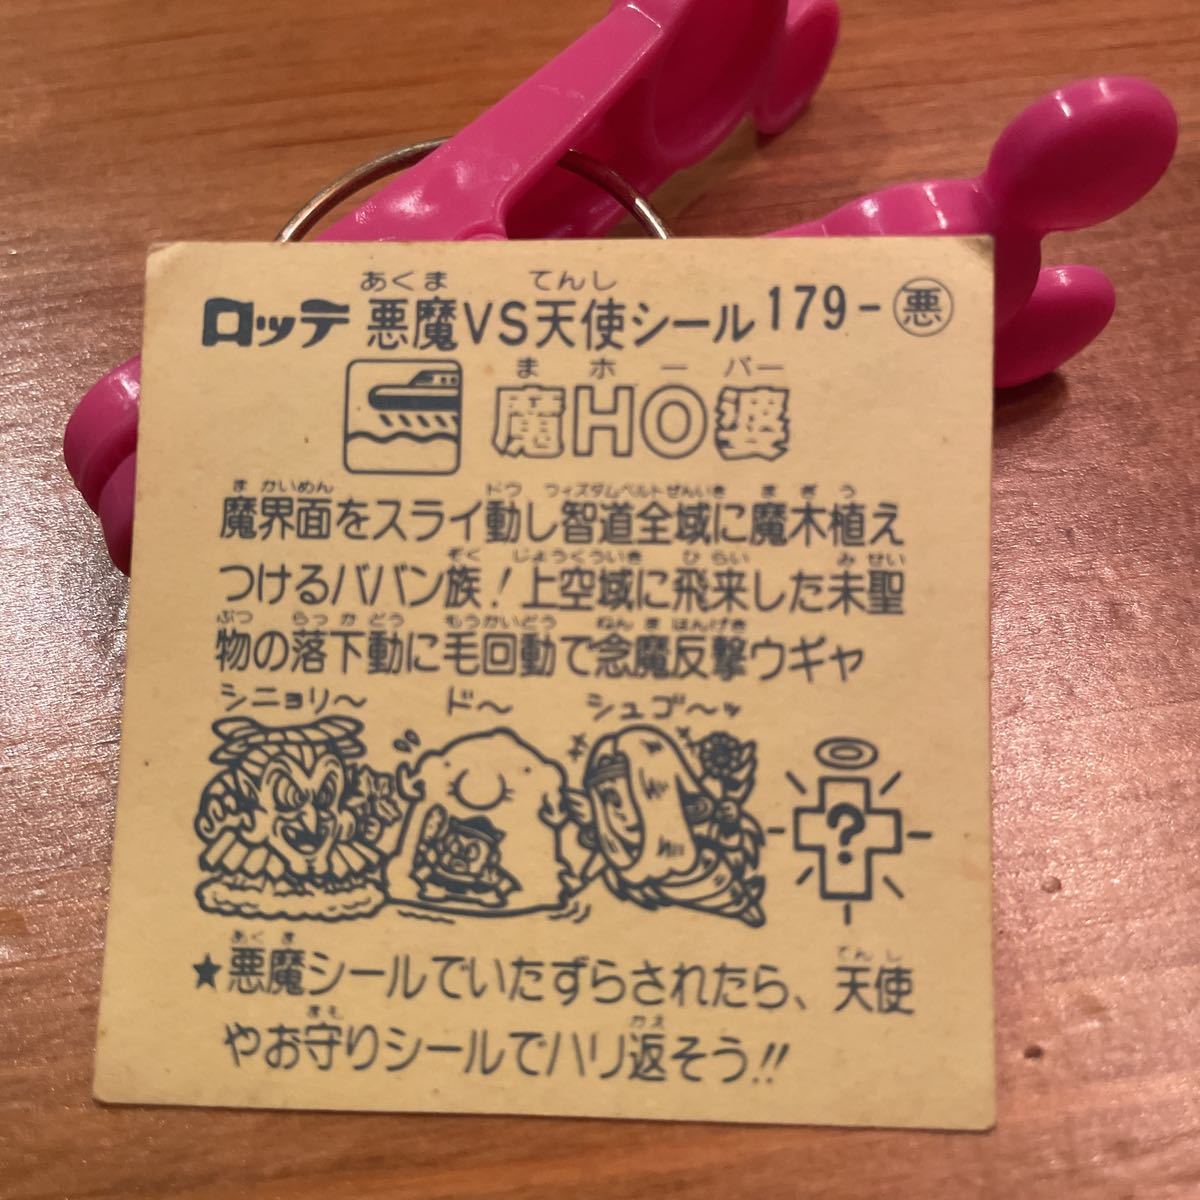 あくま てんし
ロッテ 悪魔VS天使シール 179-悪
まホーバー
魔HO婆
まかいめん ドウ ウィズダムベルトぜんいき まぎう
魔界面をスライ動し智道全域に魔木植え
ぞく じょうくういき ひらい みせい
つけるババン族!上空域に飛来した未聖
ぶつ らっかどう もうかいどう ねんまはんげき
物の落下動に毛回動で念魔反撃ウギャ
シニョリ〜 ド〜 シュゴ〜ッ
?
あくま てんし
★悪魔シールでいたずらされたら、天使
まも かえ
やお守りシールでハリ返そう!!